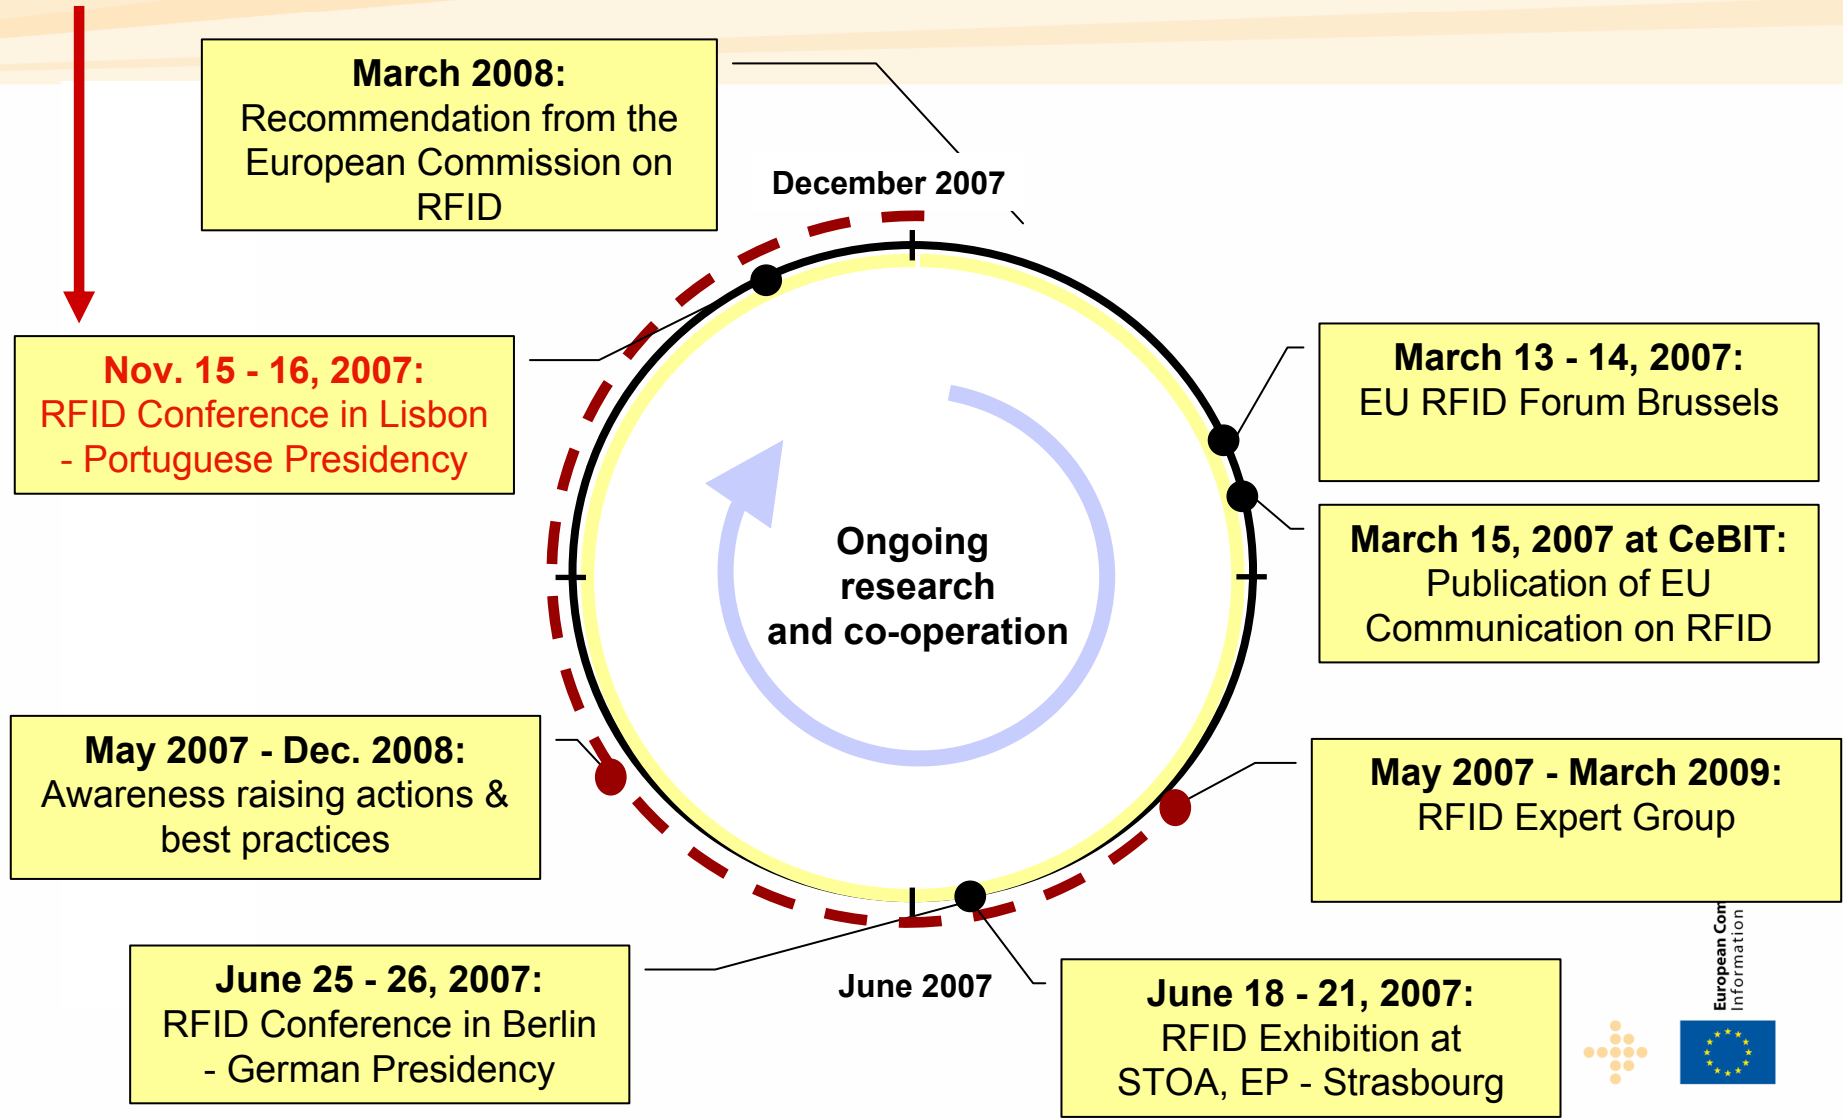 March 2008:
Recommendation from the
European Commission on
RFID
December 2007
Nov. 15 - 16, 2007:
RFID Conference in Lisbon
- Portuguese Presidency
March 13 - 14, 2007:
EU RFID Forum Brussels
March 15, 2007 at CeBIT:
Publication of EU
Communication on RFID
Ongoing
research
and co-operation
May 2007 - Dec. 2008:
Awareness raising actions &
best practices
May 2007 - March 2009:
RFID Expert Group
June 25 - 26, 2007:
RFID Conference in Berlin
- German Presidency
June 2007
June 18 - 21, 2007:
RFID Exhibition at
STOA, EP - Strasbourg
European Com
Information